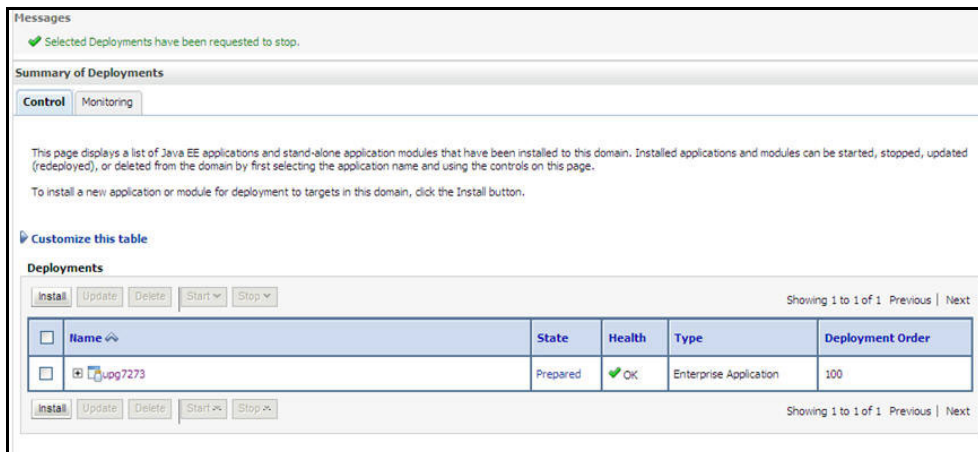 Messages
Selected Deployments have been requested to stop.
Summary of Deployments
Control Monitoring
This page displays a list of Java EE applications and stand-alone application modules that have been installed to this domain. Installed applications and modules can be started, stopped, updated
(redeployed), or deleted from the domain by first selecting the application name and using the controls on this page.
To install a new application or module for deployment to targets in this domain, click the Install button.
Customize this table
Deployments
Install Update Delete Start Stop Showing 1 to 1 of 1 Previous | Next
Name State Health Type Deployment Order
upg7273 Prepared OK Enterprise Application 100
Install Update Delete Start Stop Showing 1 to 1 of 1 Previous | Next